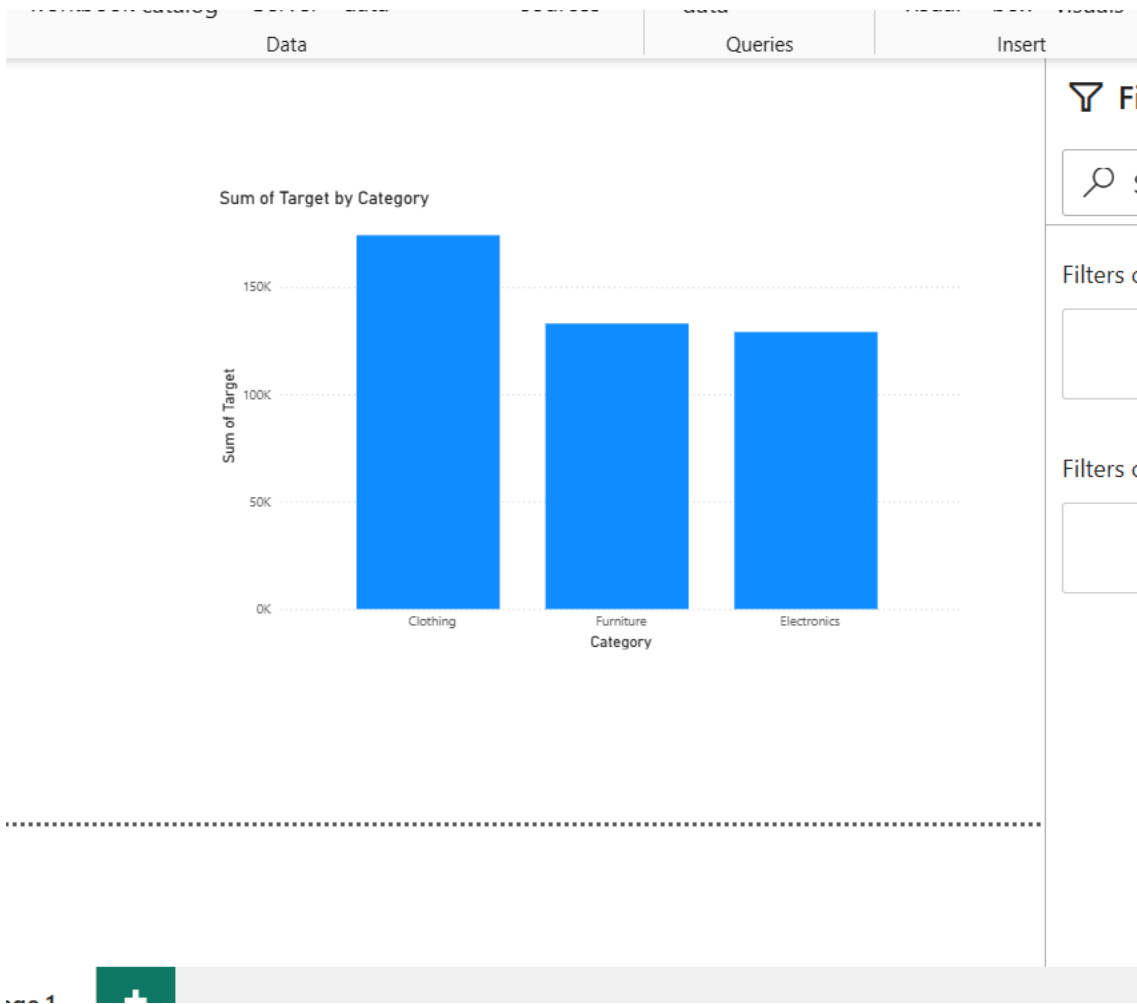 Data
Queries
Insert
Sum of Target by Category
150K
100K
50K
0K
Sum of Target
Clothing
Furniture
Electronics
Category
Filters
Filters